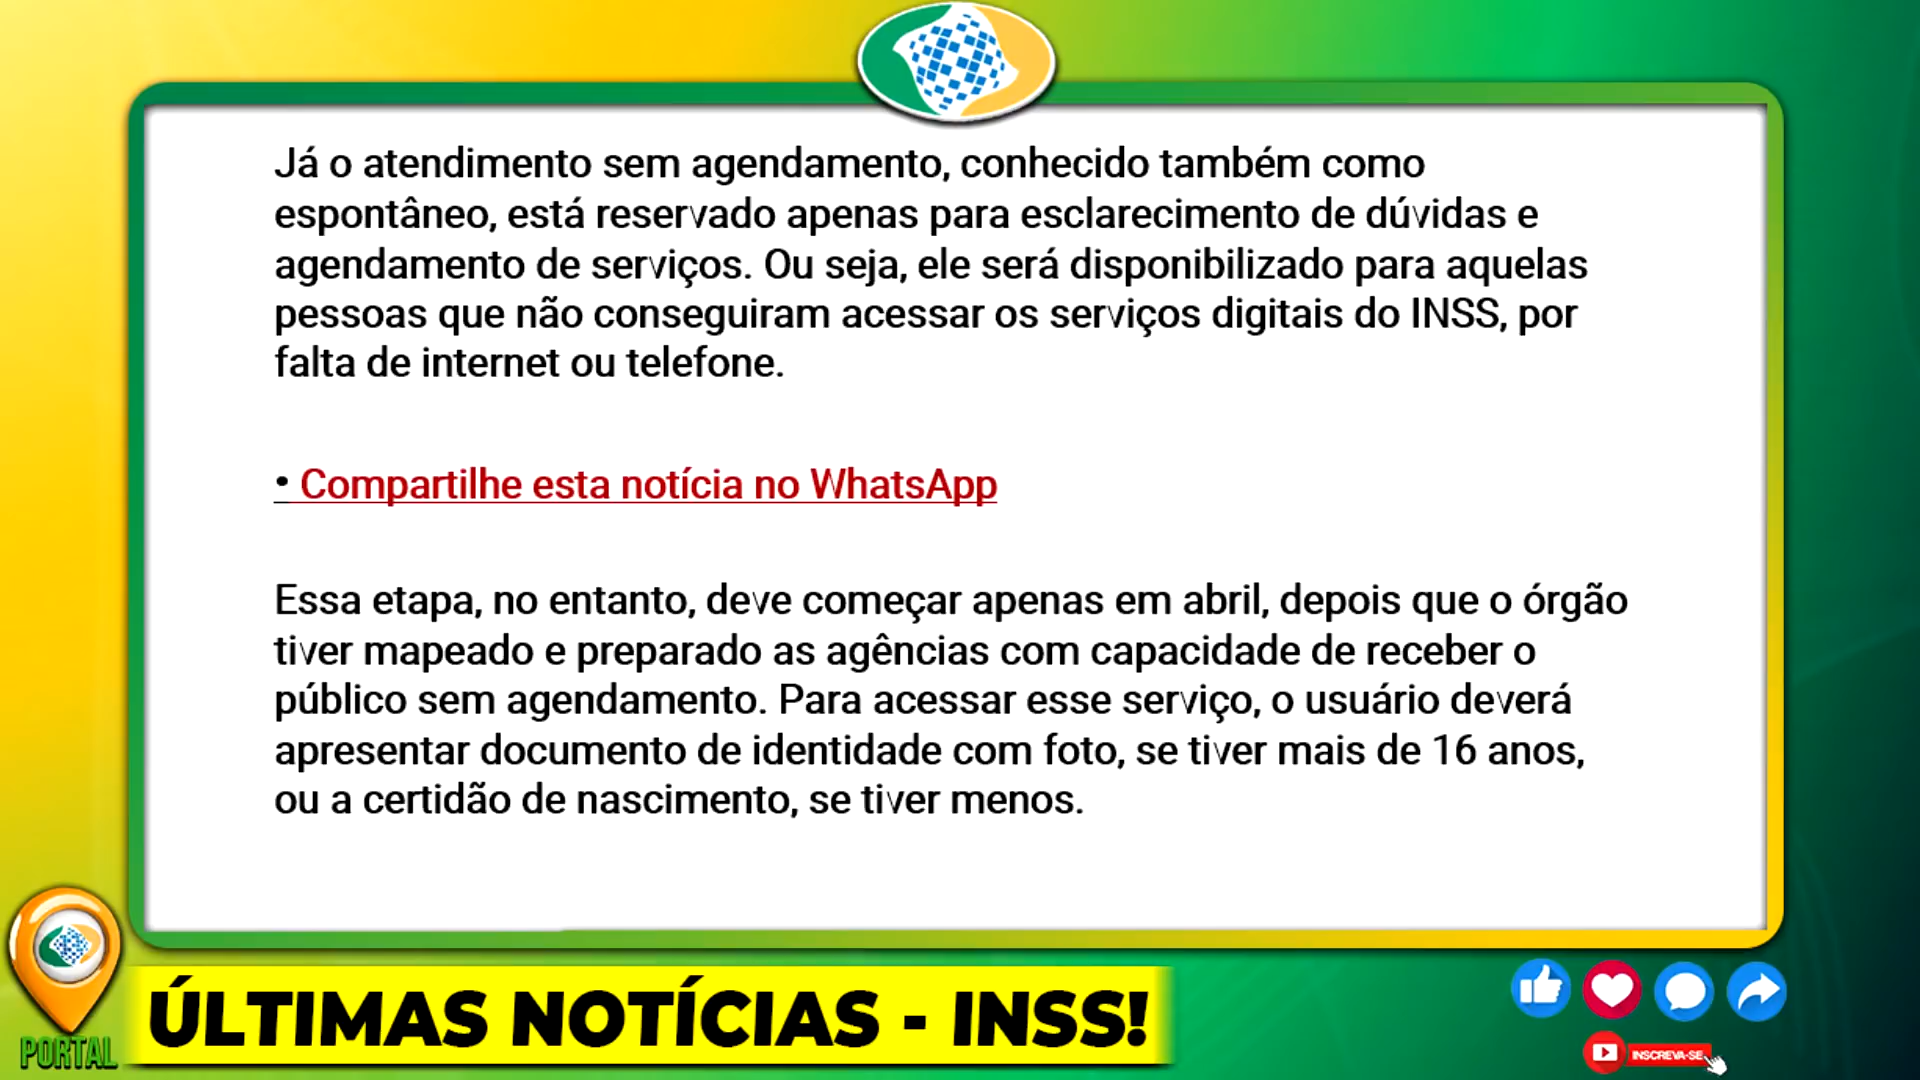 Já o atendimento sem agendamento, conhecido também como
espontâneo, está reservado apenas para esclarecimento de dúvidas e
agendamento de serviços. Ou seja, ele será disponibilizado para aquelas
pessoas que não conseguiram acessar os serviços digitais do INSS, por
falta de internet ou telefone.
• Compartilhe esta notícia no WhatsApp
Essa etapa, no entanto, deve começar apenas em abril, depois que o órgão
tiver mapeado e preparado as agências com capacidade de receber o
público sem agendamento. Para acessar esse serviço, o usuário deverá
apresentar documento de identidade com foto, se tiver mais de 16 anos,
ou a certidão de nascimento, se tiver menos.
ÚLTIMAS NOTÍCIAS - INSS!
PORTAL
INSCREVA-SE